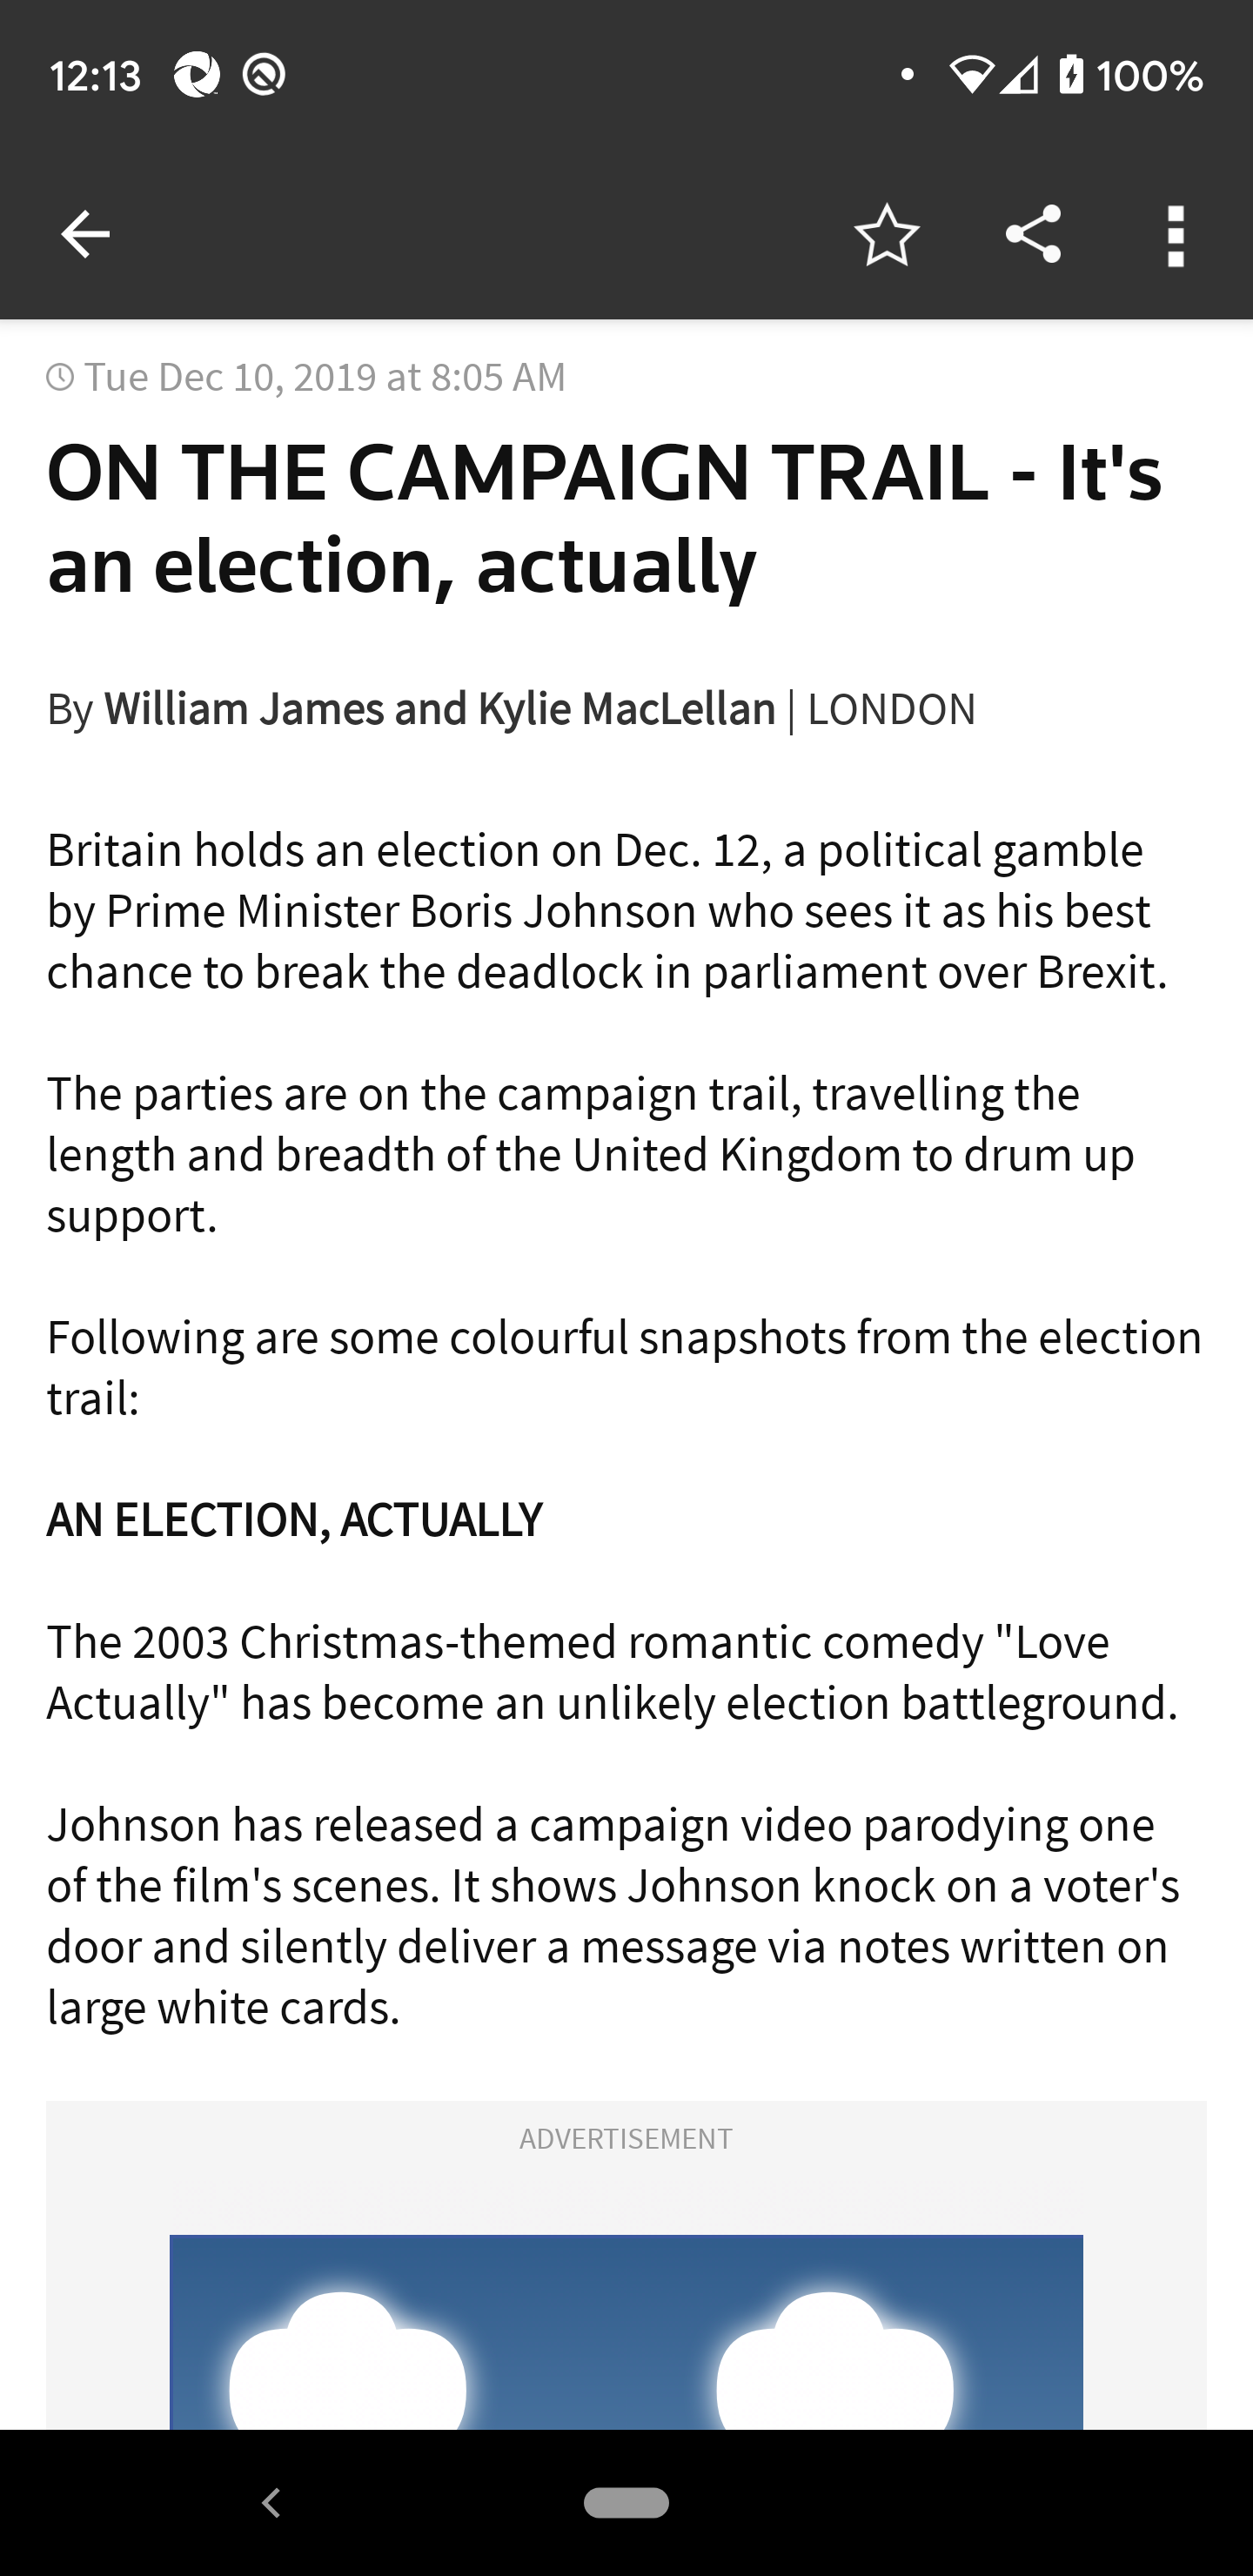 12:13
100%
Tue Dec 10, 2019 at 8:05 AM
ON THE CAMPAIGN TRAIL - It's
an election, actually
By William James and Kylie MacLellan | LONDON
Britain holds an election on Dec. 12, a political gamble
by Prime Minister Boris Johnson who sees it as his best
chance to break the deadlock in parliament over Brexit.
The parties are on the campaign trail, travelling the
length and breadth of the United Kingdom to drum up
support.
Following are some colourful snapshots from the election
trail:
AN ELECTION, ACTUALLY
The 2003 Christmas-themed romantic comedy "Love
Actually" has become an unlikely election battleground.
Johnson has released a campaign video parodying one
of the film's scenes. It shows Johnson knock on a voter's
door and silently deliver a message via notes written on
large white cards.
ADVERTISEMENT